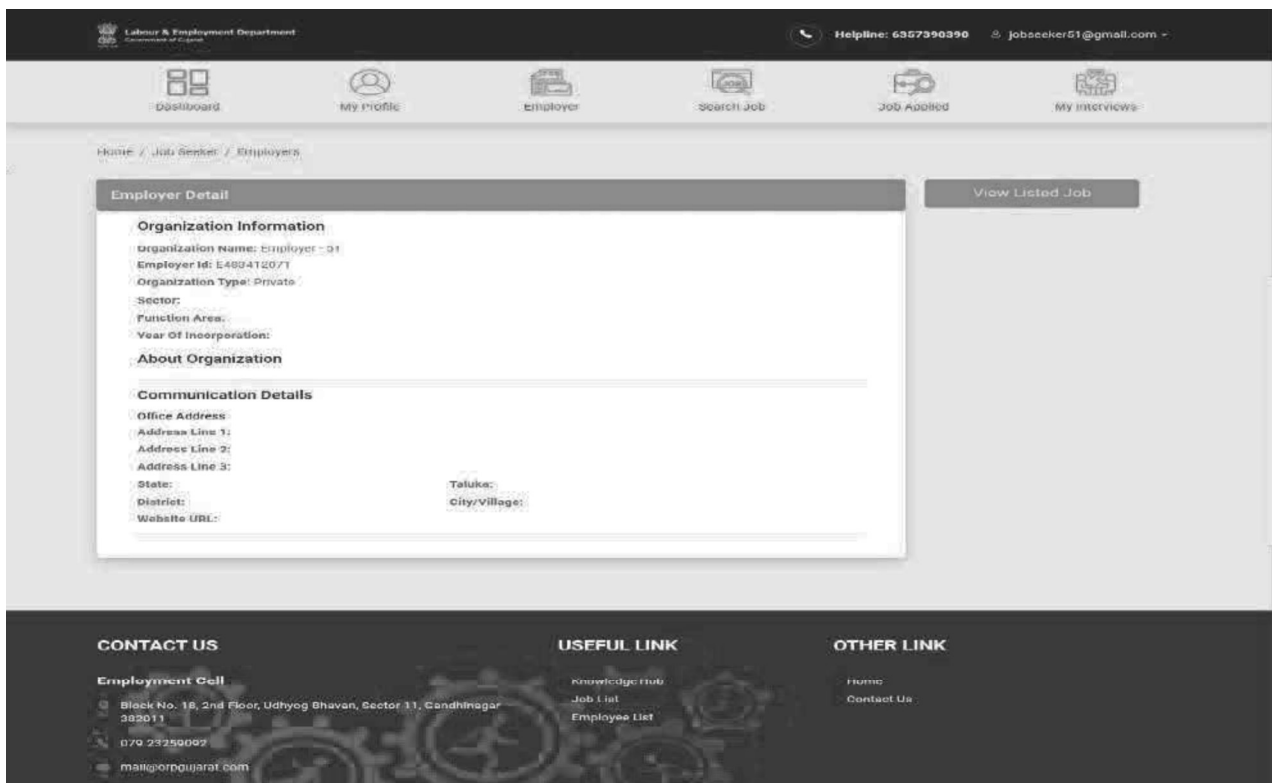 Labour & Employment Department
Government of Gujarat
Helpline: 6357390390
jobseeker51@gmail.com
Dashboard
My Profile
Employer
Search Job
Job Applied
My Interviews
Home / Job Seeker / Employers
Employer Detail
View Listed Job
Organization Information
Organization Name: Employer - 51
Employer Id:
Organization Type: Private
Sector:
Function Area:
Year Of Incorporation:
About Organization
Communication Details
Office Address
Address Line 1:
Address Line 2:
Address Line 3:
State:
Taluka:
District:
City/Village:
Website URL:
CONTACT US
USEFUL LINK
OTHER LINK
Employment Cell
Knowledge Hub
Home
Block No. 18, 2nd Floor, Udhyog Bhavan, Sector 11, Gandhinagar
382011
Job List
Contact Us
Employee List
079 23259092